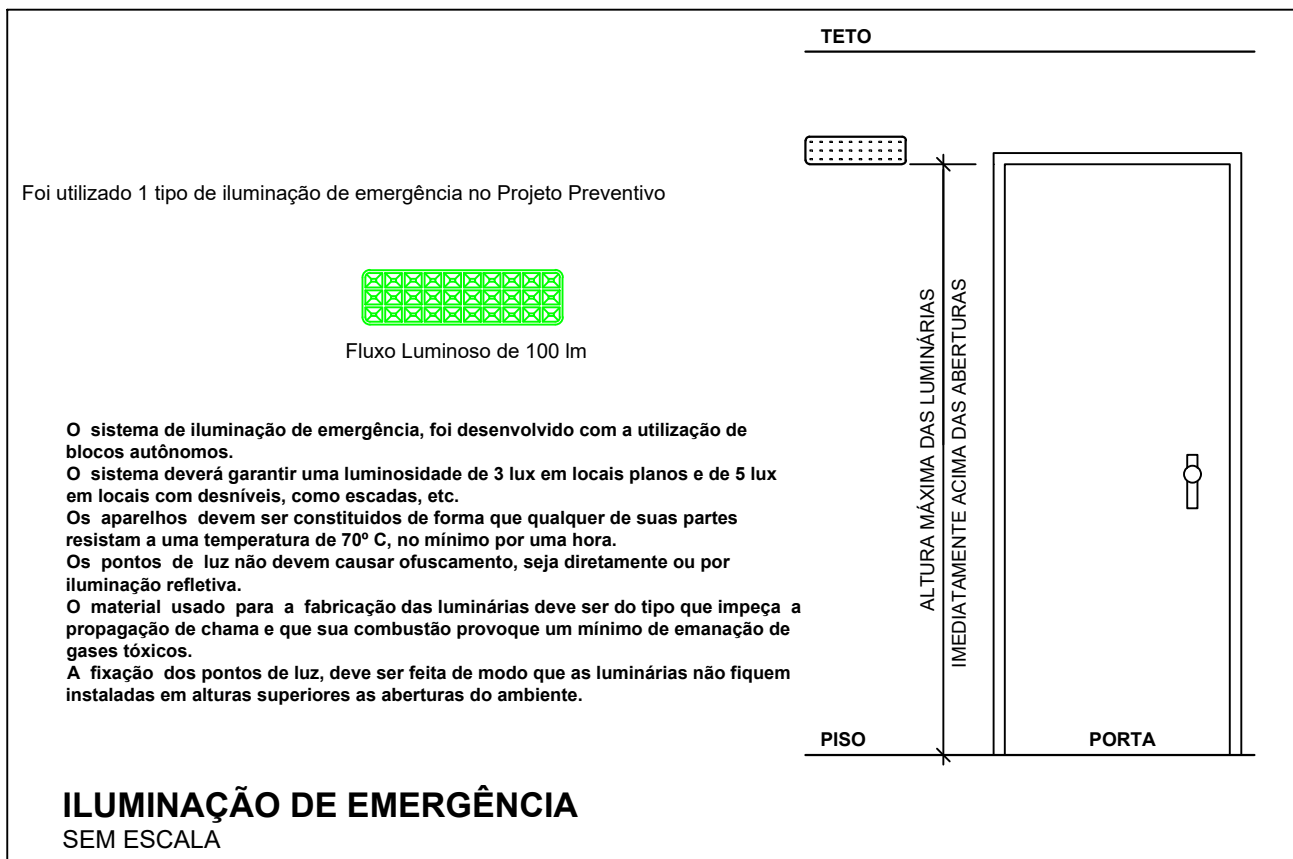 TETO
Foi utilizado 1 tipo de iluminação de emergência no Projeto Preventivo
Fluxo Luminoso de 100 lm
O sistema de iluminação de emergência, foi desenvolvido com a utilização de
blocos autônomos.
O sistema deverá garantir uma luminosidade de 3 lux em locais planos e de 5 lux
em locais com desníveis, como escadas, etc.
Os aparelhos devem ser constituidos de forma que qualquer de suas partes
resistam a uma temperatura de 70º C, no mínimo por uma hora.
Os pontos de luz não devem causar ofuscamento, seja diretamente ou por
iluminação refletiva.
O material usado para a fabricação das luminárias deve ser do tipo que impeça a
propagação de chama e que sua combustão provoque um mínimo de emanação de
gases tóxicos.
A fixação dos pontos de luz, deve ser feita de modo que as luminárias não fiquem
instaladas em alturas superiores as aberturas do ambiente.
ALTURA MÁXIMA DAS LUMINÁRIAS
IMEDIATAMENTE ACIMA DAS ABERTURAS
PISO
PORTA
ILUMINAÇÃO DE EMERGÊNCIA
SEM ESCALA